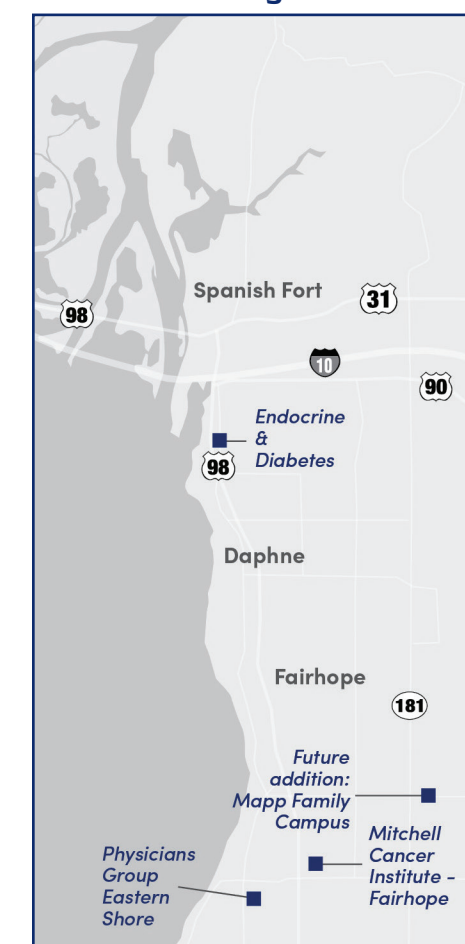 Spanish Fort
31
98
10
90
Endocrine
&
Diabetes
98
Daphne
Fairhope
181
Future
addition:
Mapp Family
Campus
Mitchell
Cancer
Institute -
Fairhope
Physicians
Group
Eastern
Shore